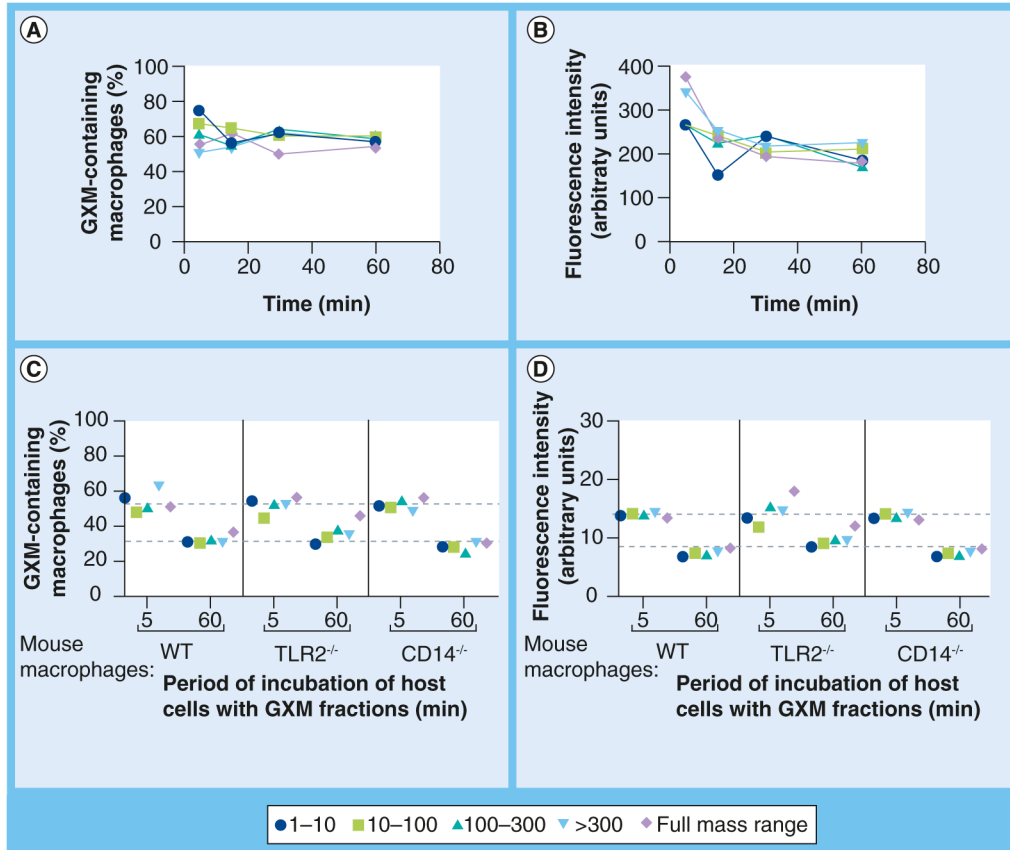 A
GXM-containing
macrophages (%)
100
80
60
40
20
0
0 20 40 60 80
Time (min)
B
Fluorescence intensity
(arbitraty units)
400
300
200
100
0
0 20 40 60 80
Time (min)
C
GXM-containing
macrophages (%)
100
80
60
40
20
0
5 60 5 60 5 60
Mouse
macrophages:
WT TLR2-/- CD14-/-
Period of incubation of host
cells with GXM fractions (min)
D
Fluorescence intensity
(arbitrary units)
30
20
10
0
5 60 5 60 5 60
Mouse
macrophages:
WT TLR2-/- CD14-/-
Period of incubation of host
cells with GXM fractions (min)
1–10 10–100 100–300 >300 Full mass range